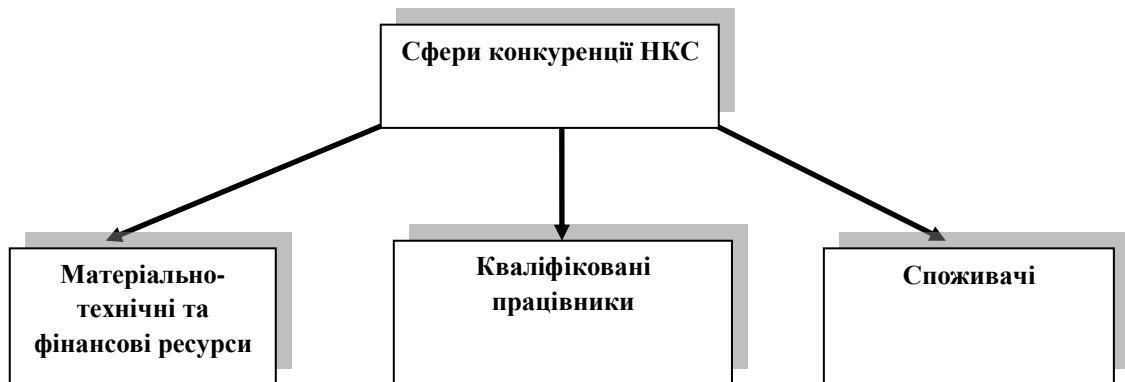 Сфери конкуренції НКС
Матеріально-
технічні та
фінансові ресурси
Кваліфіковані
працівники
Споживачі